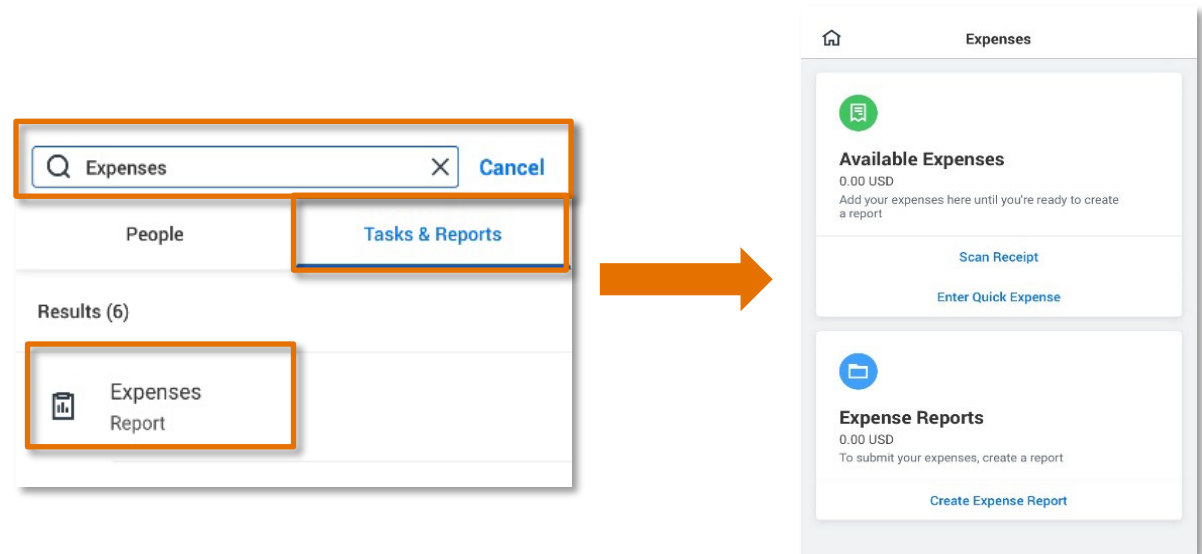 Expenses
Cancel
People
Tasks & Reports
Results (6)
Expenses
Report
Expenses
Available Expenses
0.00 USD
Add your expenses here until you're ready to create
a report
Scan Receipt
Enter Quick Expense
Expense Reports
0.00 USD
To submit your expenses, create a report
Create Expense Report